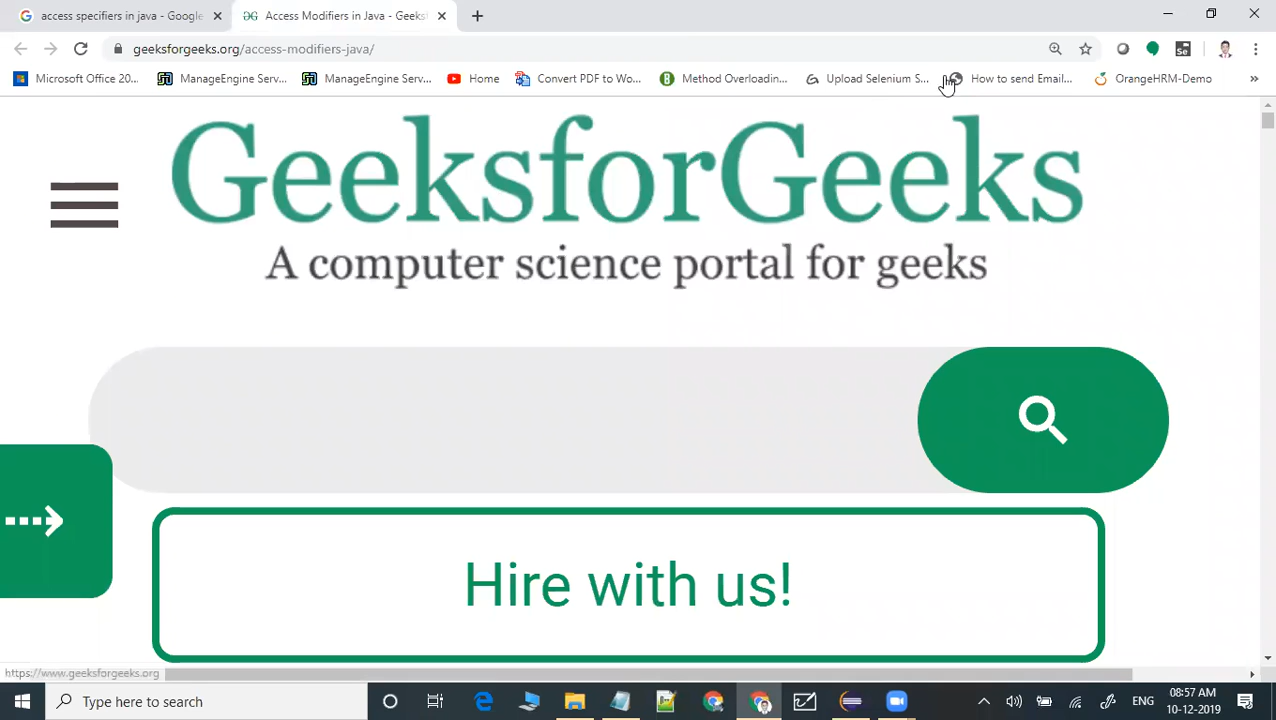 access specifiers in java - Google
Access Modifiers in Java - Geeks
geeksforgeeks.org/access-modifiers-java/
Microsoft Office 20...
ManageEngine Serv...
ManageEngine Serv...
Home
Convert PDF to Wo...
Method Overloadin...
Upload Selenium S...
How to send Email...
OrangeHRM-Demo
GeeksforGeeks
A computer science portal for geeks
Hire with us!
https://www.geeksforgeeks.org
Type here to search
ENG
08:57 AM
10-12-2019